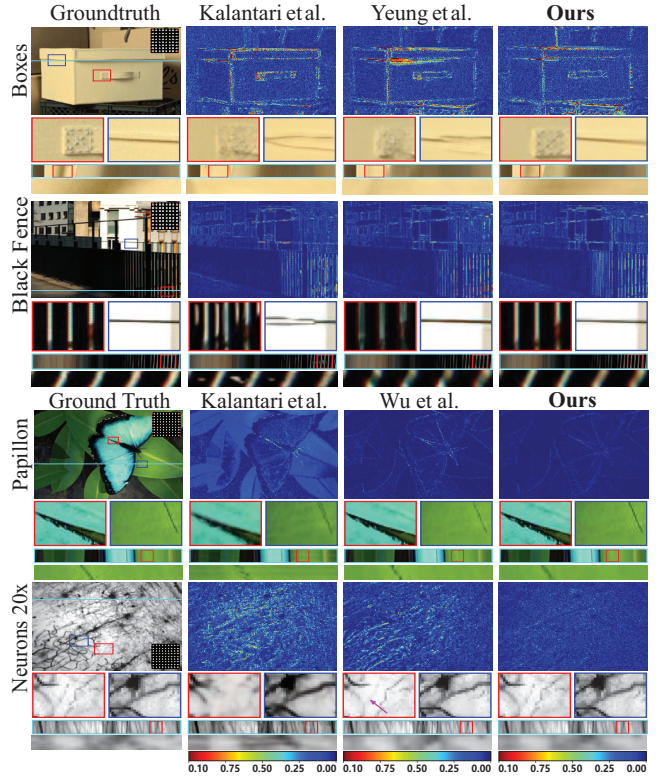 Groundtruth Kalantari et al. Yeung et al. Ours
Boxes
Black Fence
Ground Truth Kalantari et al. Wu et al. Ours
Papillon
Neurons 20x
0.10 0.75 0.50 0.25 0.00 0.10 0.75 0.50 0.25 0.00 0.10 0.75 0.50 0.25 0.00